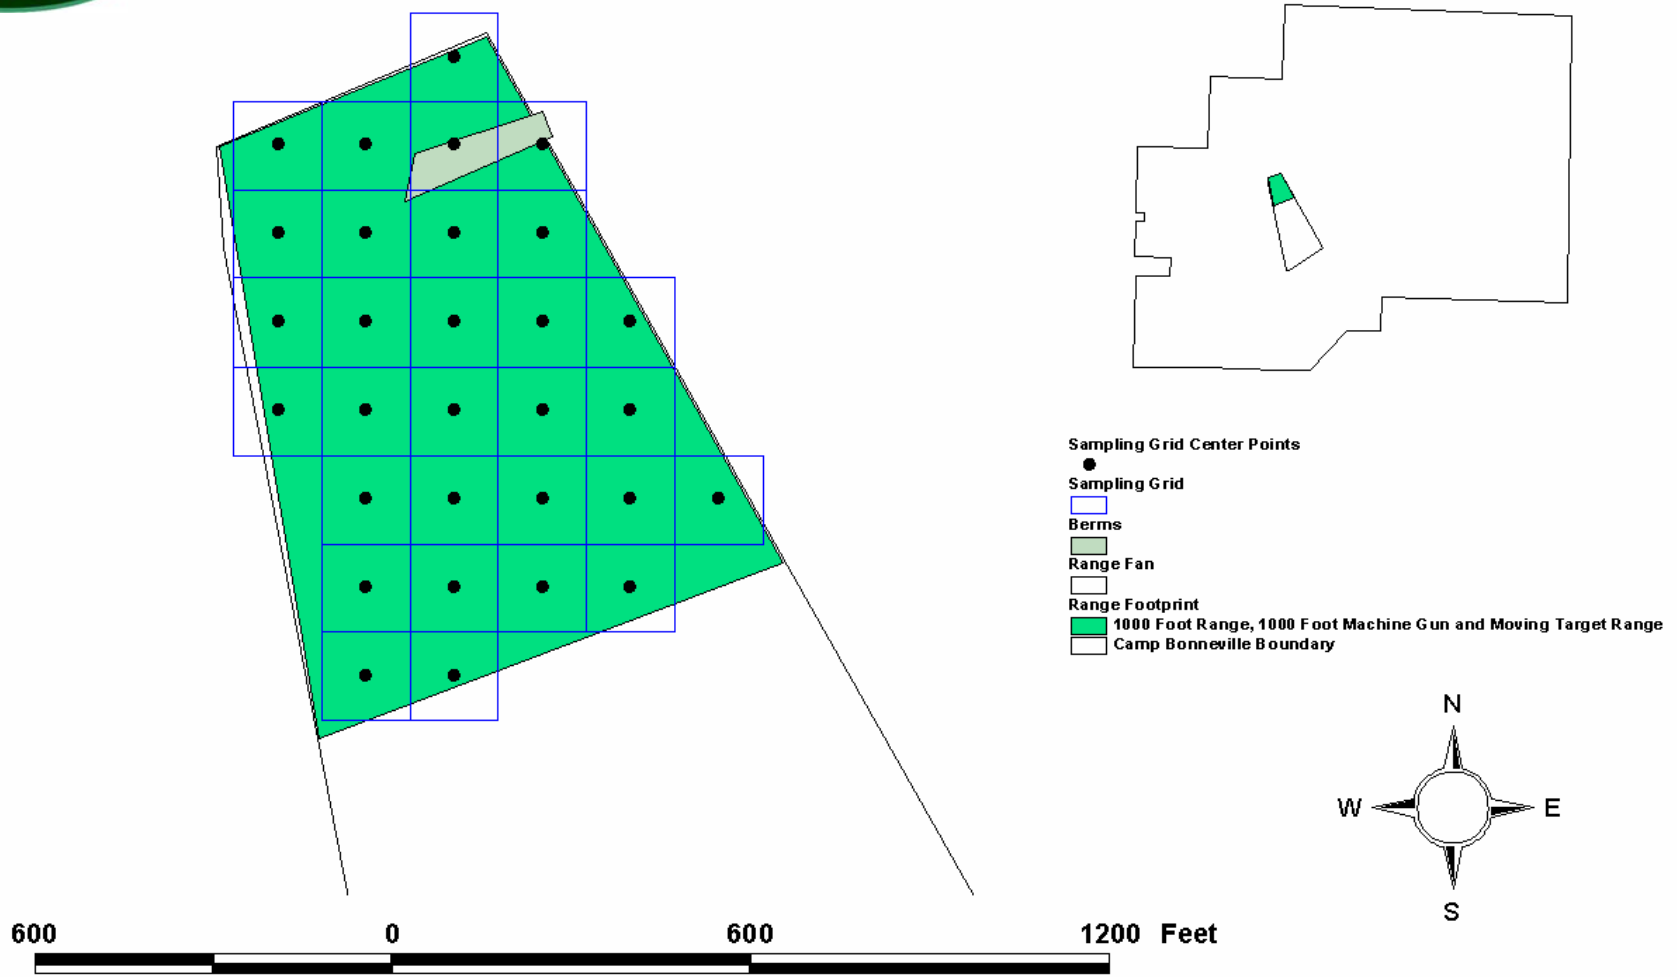 Sampling Grid Center Points
Sampling Grid
Berms
Range Fan
Range Footprint
1000 Foot Range, 1000 Foot Machine Gun and Moving Target Range
Camp Bonneville Boundary
N
W E
S
600 0 600 1200 Feet